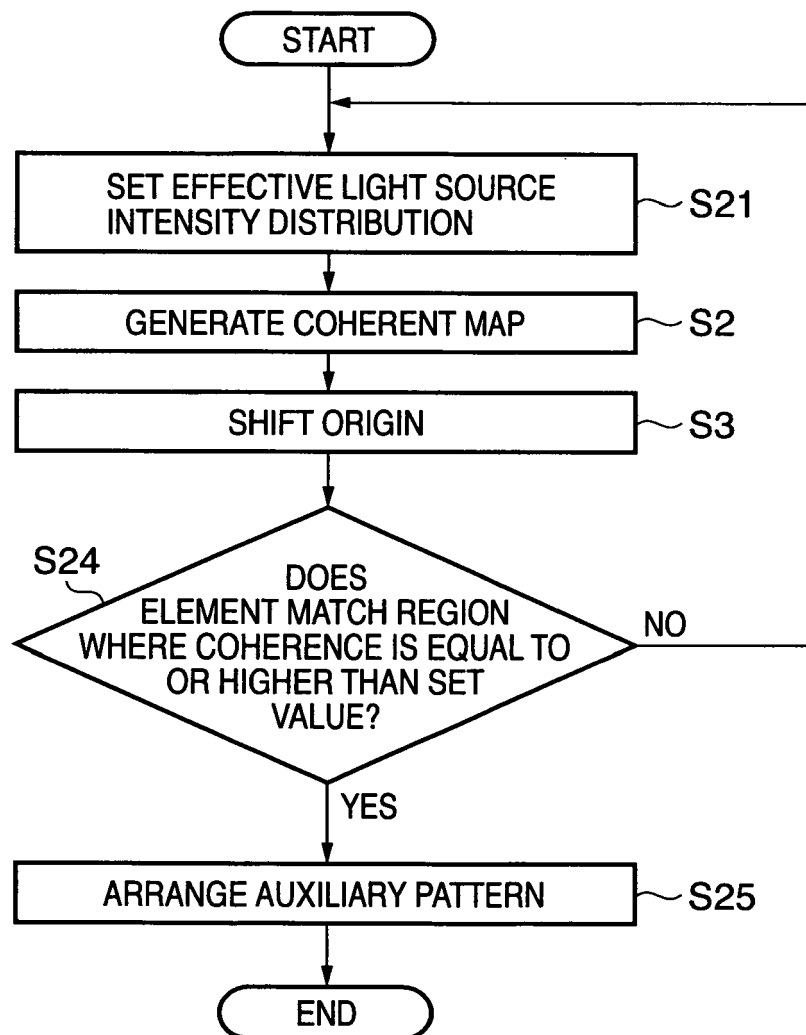 START
SET EFFECTIVE LIGHT SOURCE
INTENSITY DISTRIBUTION
S21
GENERATE COHERENT MAP
S2
SHIFT ORIGIN
S3
S24
DOES
ELEMENT MATCH REGION
WHERE COHERENCE IS EQUAL TO
OR HIGHER THAN SET
VALUE?
NO
YES
ARRANGE AUXILIARY PATTERN
S25
END